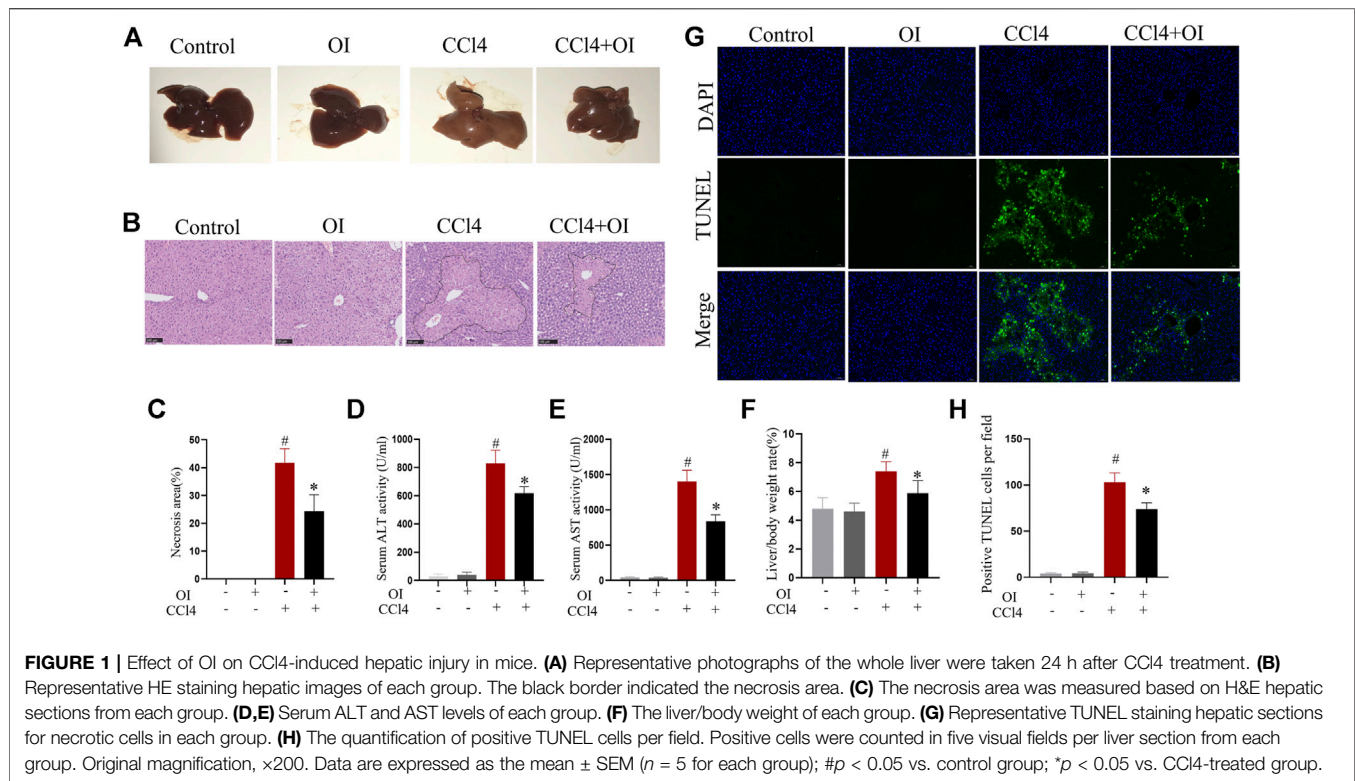 A
Control OI CCl4 CCl4+OI
B
Control OI CCl4 CCl4+OI
G
Control OI CCl4 CCl4+OI
DAPI
TUNEL
Merge
C
Necrosis area(%)
50
40
30
20
10
0
#
*
OI - + - +
CCl4 - - + +
D
Serum ALT activity (U/ml)
1000
800
600
400
200
0
#
*
OI - + - +
CCl4 - - + +
E
Serum AST activity (U/ml)
2000
1500
1000
500
0
#
*
OI - + - +
CCl4 - - + +
F
Liver/body weight rate(%)
10
8
6
4
2
0
#
*
OI - + - +
CCl4 - - + +
H
Positive TUNEL cells per field
150
100
50
0
#
*
OI - + - +
CCl4 - - + +
FIGURE 1 | Effect of OI on CCl4-induced hepatic injury in mice. (A) Representative photographs of the whole liver were taken 24 h after CCl4 treatment. (B)
Representative HE staining hepatic images of each group. The black border indicated the necrosis area. (C) The necrosis area was measured based on H&E hepatic
sections from each group. (D,E) Serum ALT and AST levels of each group. (F) The liver/body weight of each group. (G) Representative TUNEL staining hepatic sections
for necrotic cells in each group. (H) The quantification of positive TUNEL cells per field. Positive cells were counted in five visual fields per liver section from each
group. Original magnification, ×200. Data are expressed as the mean ± SEM (n = 5 for each group); #p < 0.05 vs. control group; *p < 0.05 vs. CCl4-treated group.